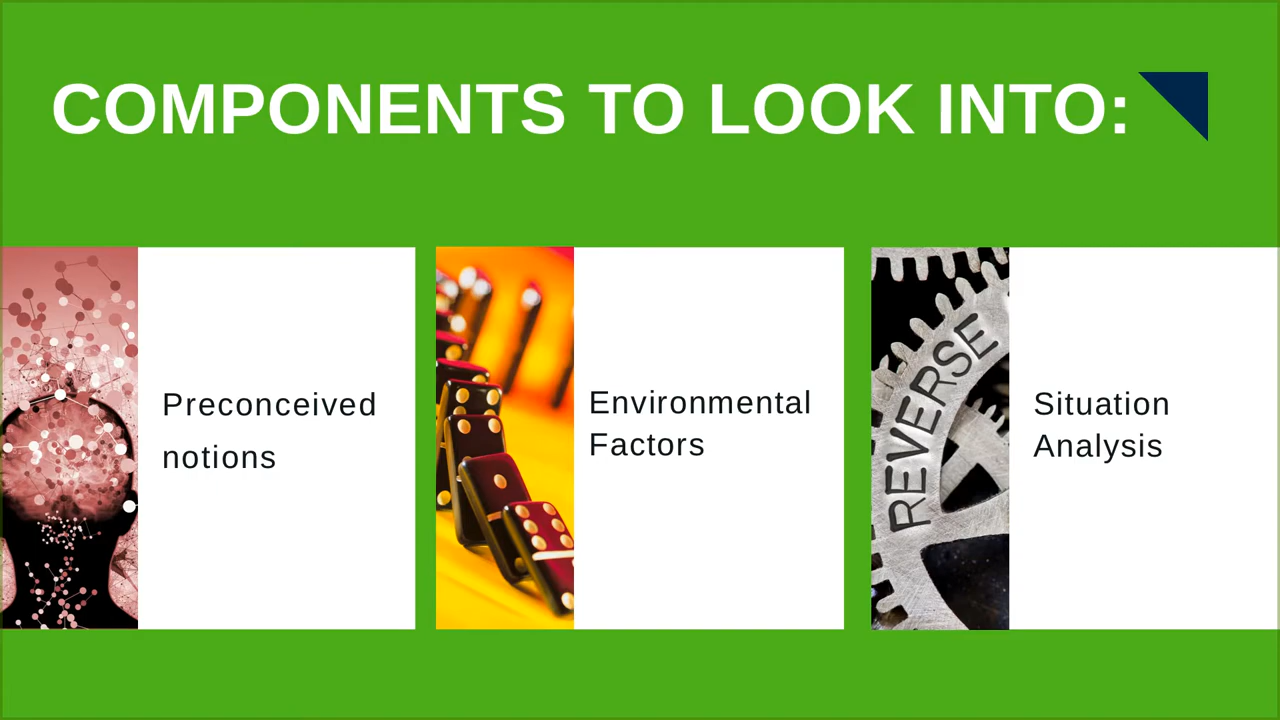 COMPONENTS TO LOOK INTO:
Preconceived
notions
Environmental
Factors
REVERSE
Situation
Analysis